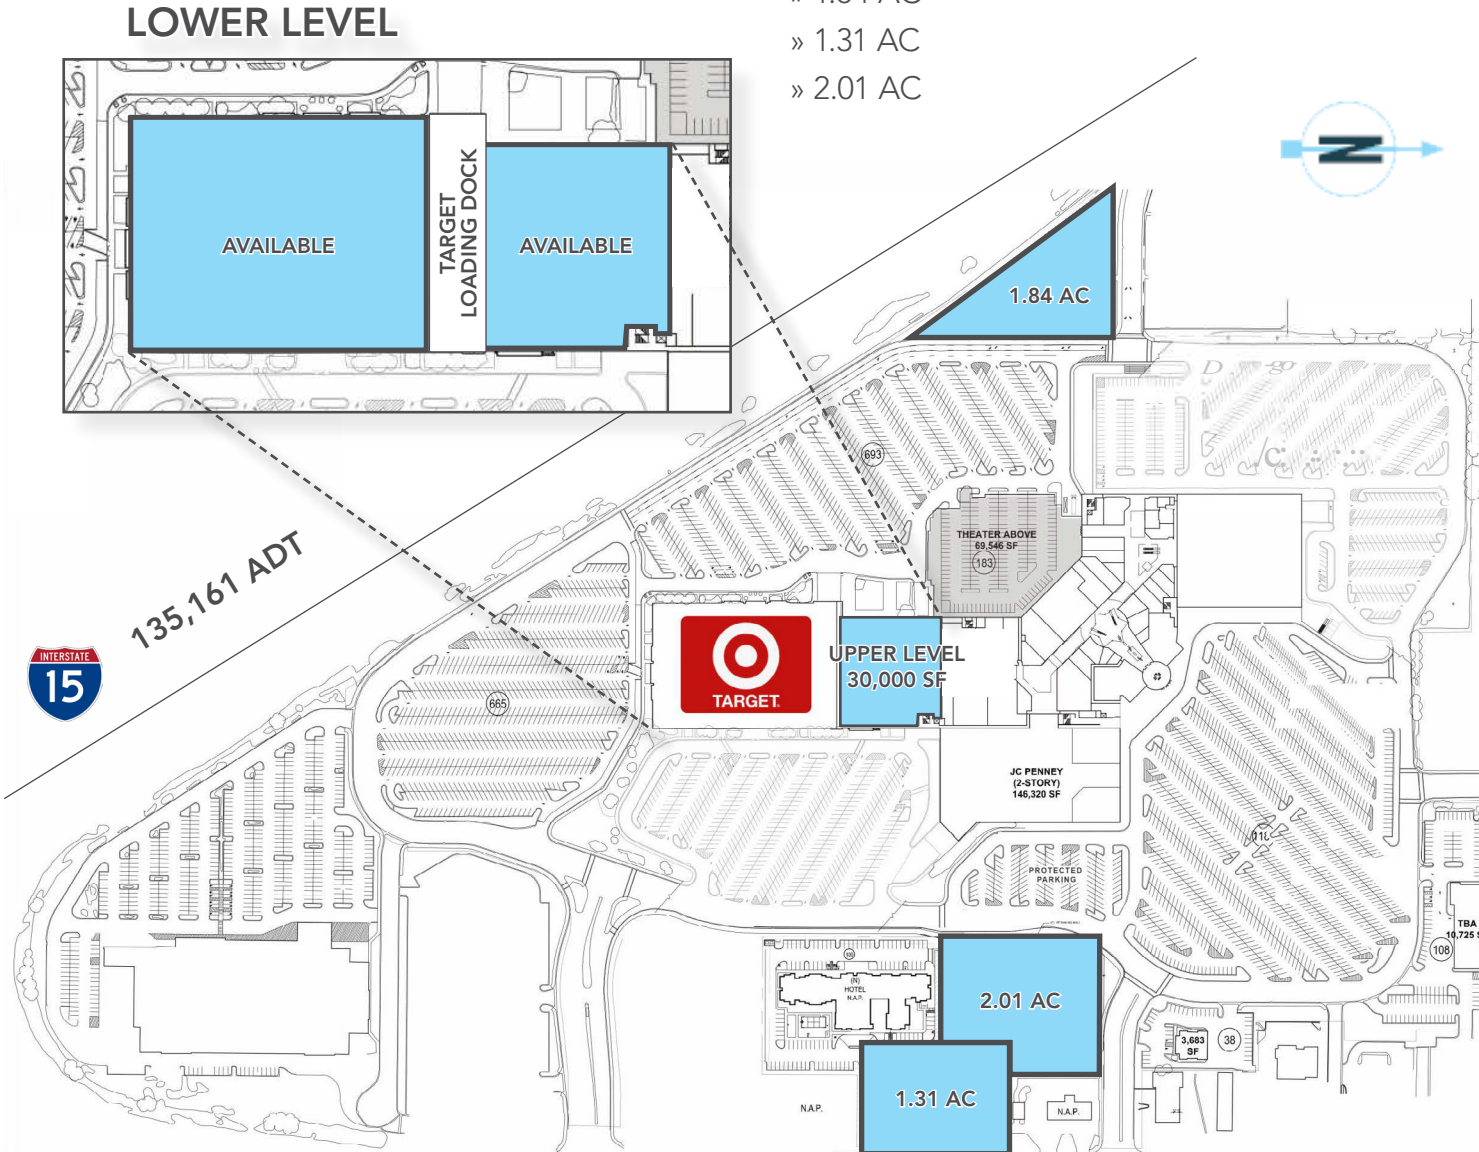 LOWER LEVEL
» 1.31 AC
» 2.01 AC
AVAILABLE
TARGET
LOADING DOCK
AVAILABLE
N
1.84 AC
693
THEATER ABOVE
69,546 SF
183
135,161 ADT
INTERSTATE
15
TARGET
UPPER LEVEL
30,000 SF
665
JC PENNEY
(2-STORY)
146,320 SF
PROTECTED
PARKING
TBA
10,725
108
(N)
HOTEL
N.A.P.
2.01 AC
3,683
SF
38
1.31 AC
N.A.P.
N.A.P.